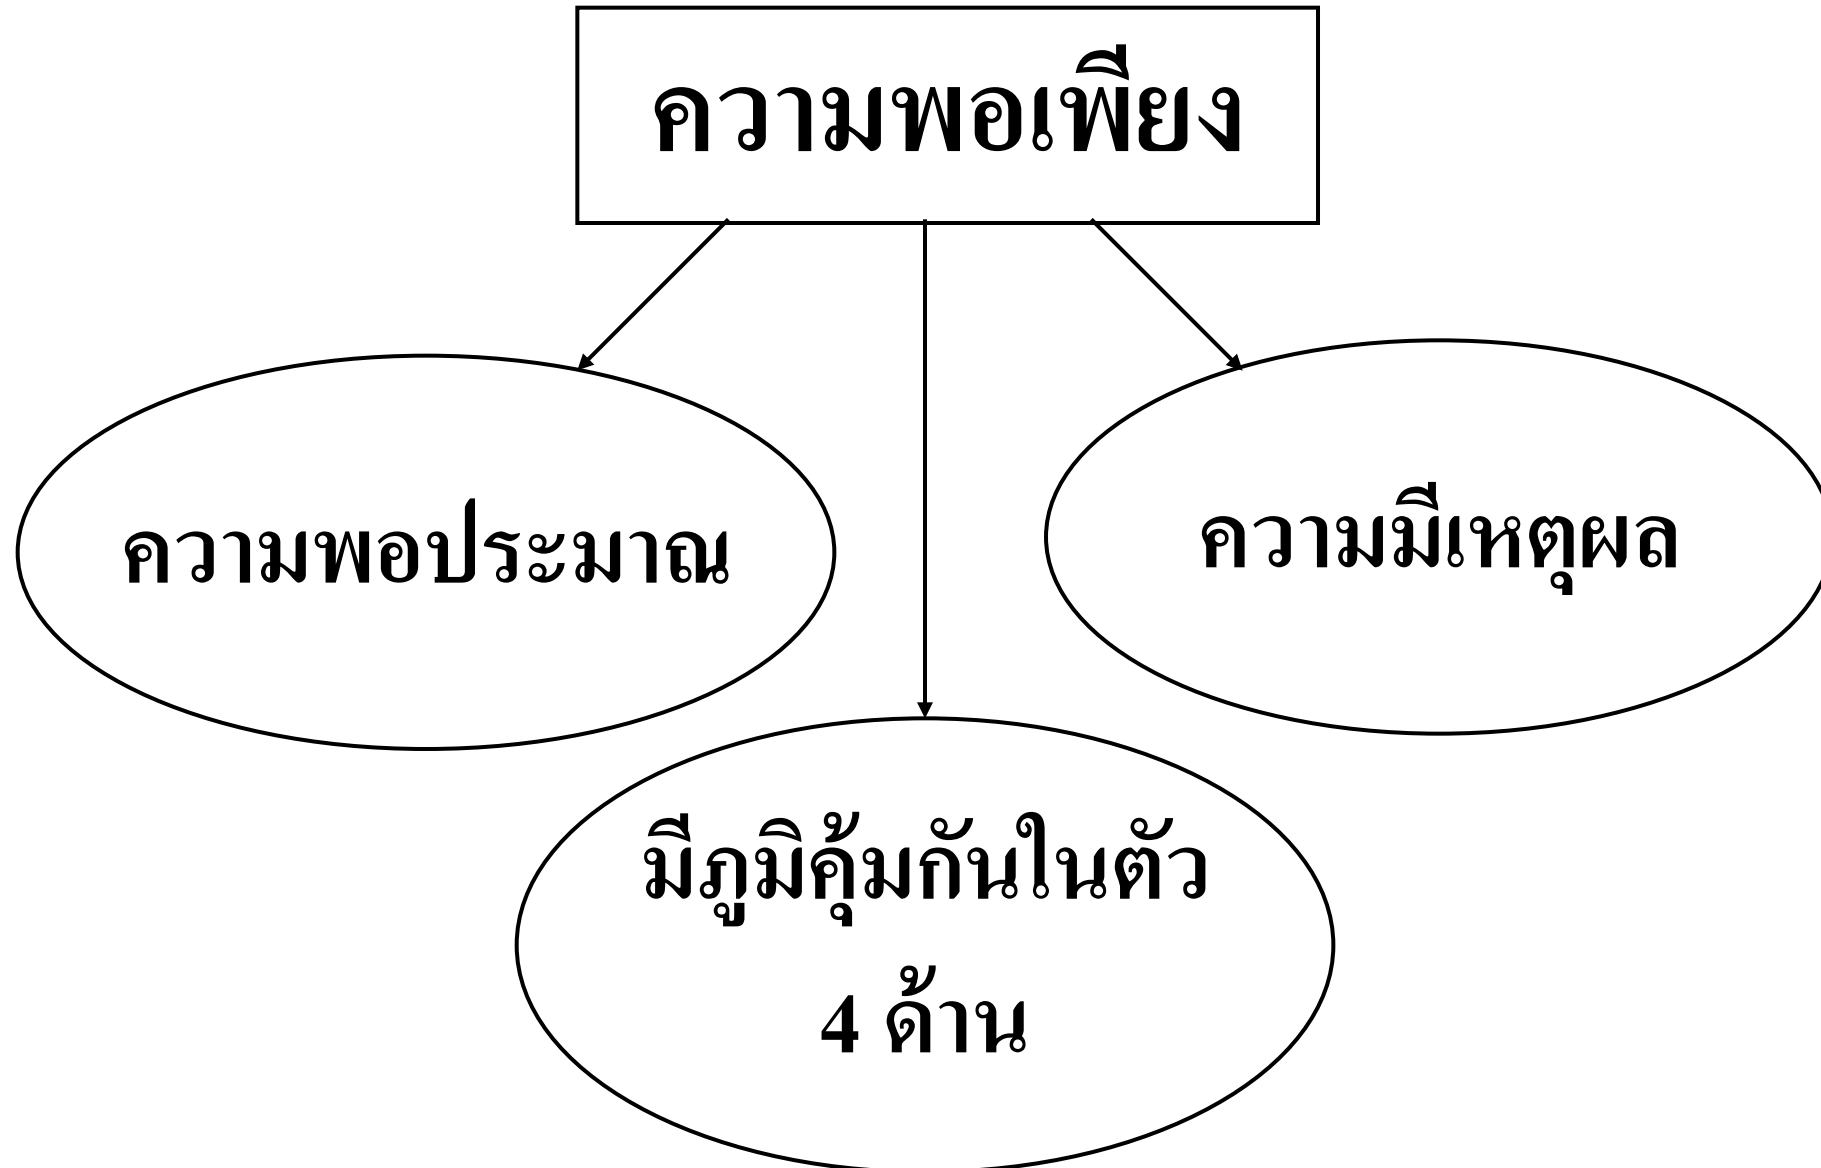 ความพอเพียง
ความพอประมาณ
ความมีเหตุผล
มีภูมิคุ้มกันในตัว
4 ด้าน